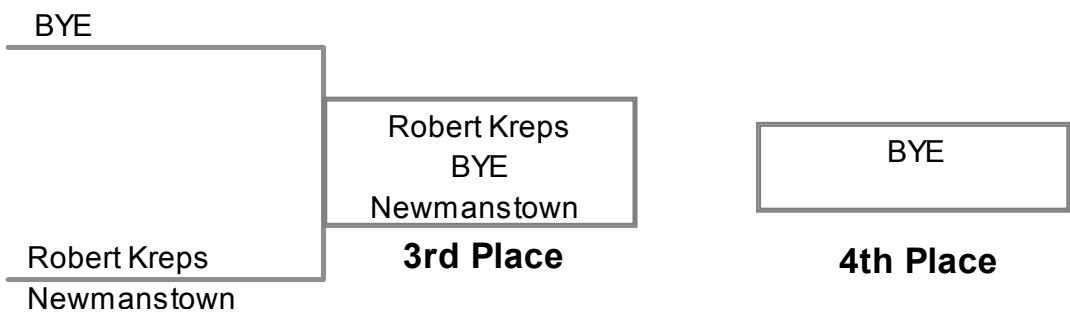 BYE
Robert Kreps
BYE
Newmanstown
3rd Place
BYE
4th Place
Robert Kreps
Newmanstown